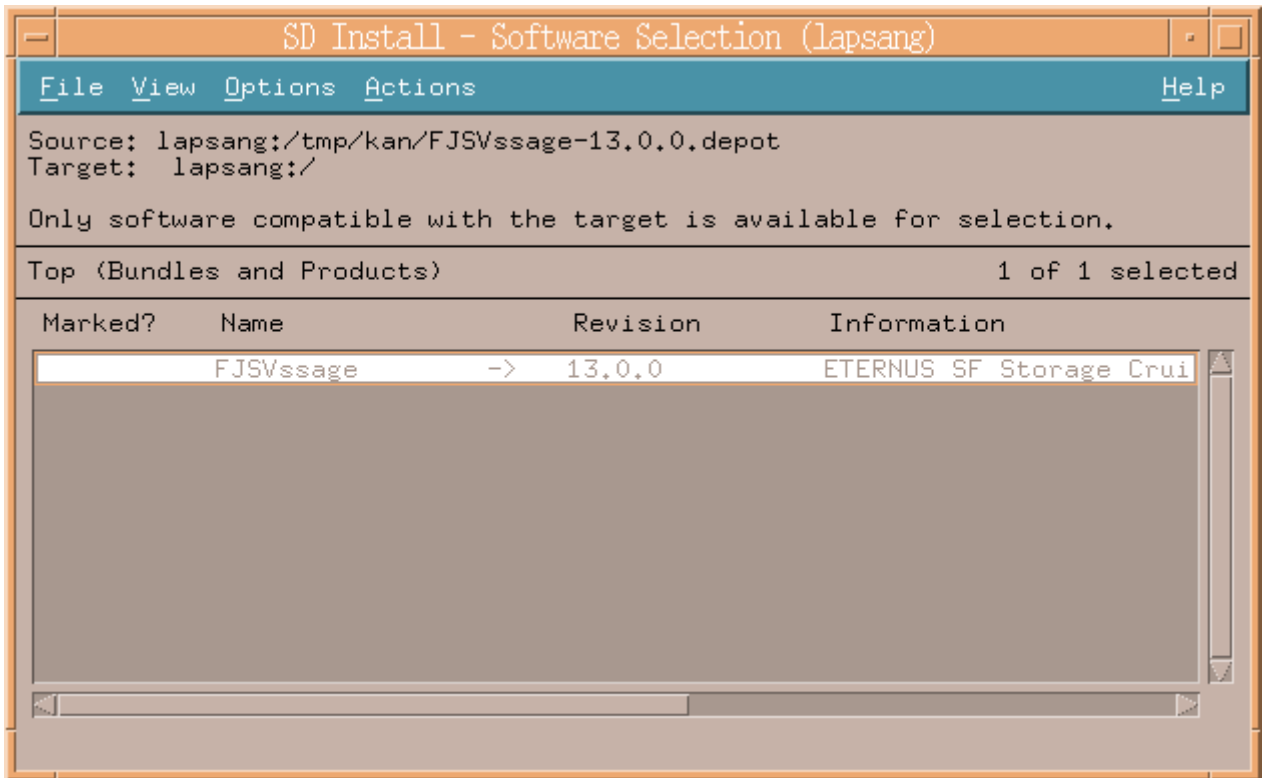 SD Install - Software Selection (lapsang)
File View Options Actions Help
Source: lapsang:/tmp/kan/FJSVssage-13.0.0.depot
Target: lapsang:/
Only software compatible with the target is available for selection.
Top (Bundles and Products) 1 of 1 selected
Marked? Name Revision Information
FJSVssage -> 13.0.0 ETERNUS SF Storage Crui